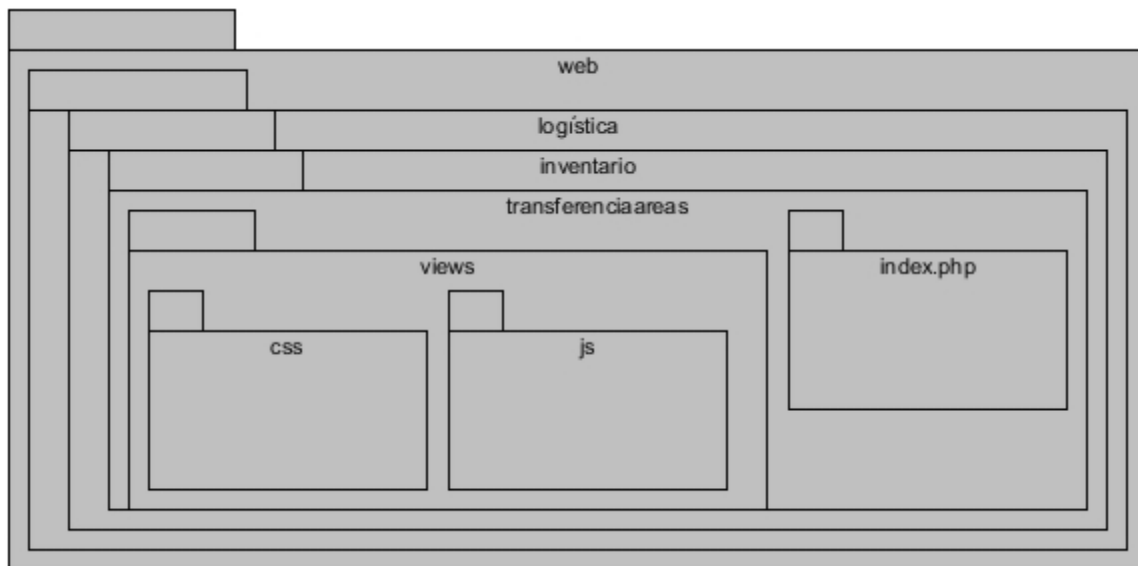 web
logística
inventario
transferenciaareas
views
index.php
css
js